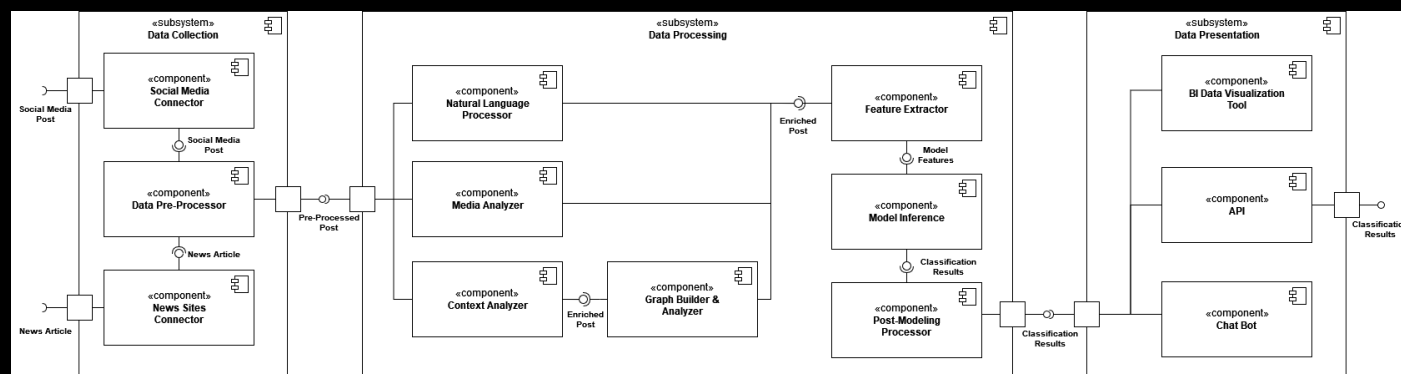 «subsystem»
Data Collection
«component»
Social Media
Connector
Social Media
Post
Social Media
Post
«component»
Data Pre-Processor
News Article
«component»
News Sites
Connector
News Article
Pre-Processed
Post
«subsystem»
Data Processing
«component»
Natural Language
Processor
«component»
Media Analyzer
«component»
Context Analyzer
Enriched
Post
«component»
Graph Builder &
Analyzer
Enriched
Post
«component»
Feature Extractor
Model
Features
«component»
Model Inference
Classification
Results
«component»
Post-Modeling
Processor
Classification
Results
«subsystem»
Data Presentation
«component»
BI Data Visualization
Tool
«component»
API
Classificatio
Results
«component»
Chat Bot